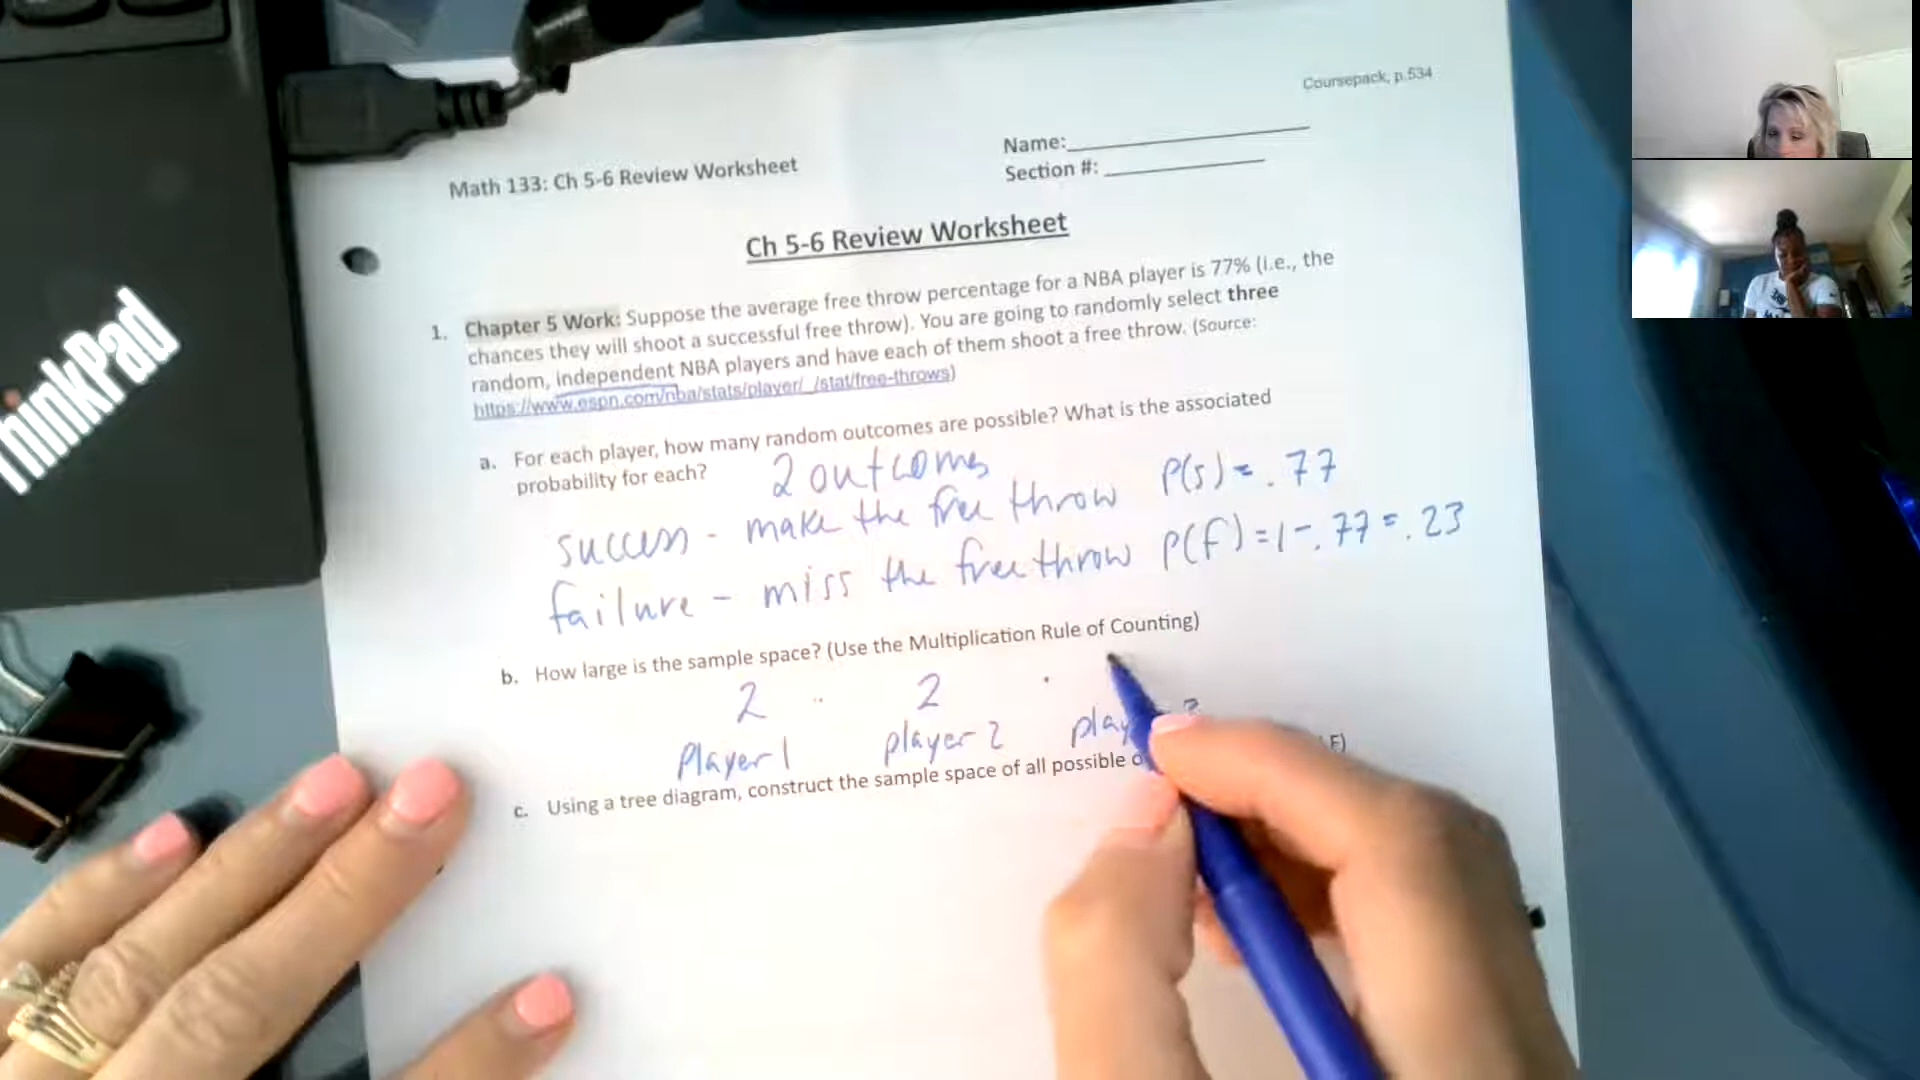 Coursepack, p.534
Name:
Math 133: Ch 5-6 Review Worksheet
Section #:
Ch 5-6 Review Worksheet
1. Chapter 5 Work: Suppose the average free throw percentage for a NBA player is 77% (i.e., the
chances they will shoot a successful free throw). You are going to randomly select three
random, independent NBA players and have each of them shoot a free throw. (Source:
https://www.espn.com/nba/stats/player/_/stat/free-throws)
a. For each player, how many random outcomes are possible? What is the associated
probability for each? 2 outcomes
success - make the free throw P(s) = .77
failure - miss the free throw P(f) = 1 - .77 = .23
b. How large is the sample space? (Use the Multiplication Rule of Counting)
2 · 2 ·
Player 1 player 2
c. Using a tree diagram, construct the sample space of all possible F)
ThinkPad